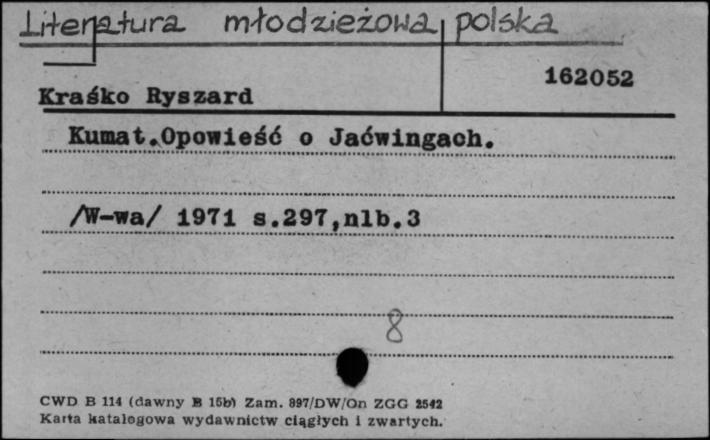 Literatura młodzieżowa polska
162052
Kraśko Ryszard
Kumat.Opowieść o Jaćwingach.
/W-wa/ 1971 s.297,nlb.3
8
CWD B 114 (dawny B 15b) Zam. 897/DW/On ZGG 2542
Karta katalogowa wydawnictw ciągłych i zwartych.